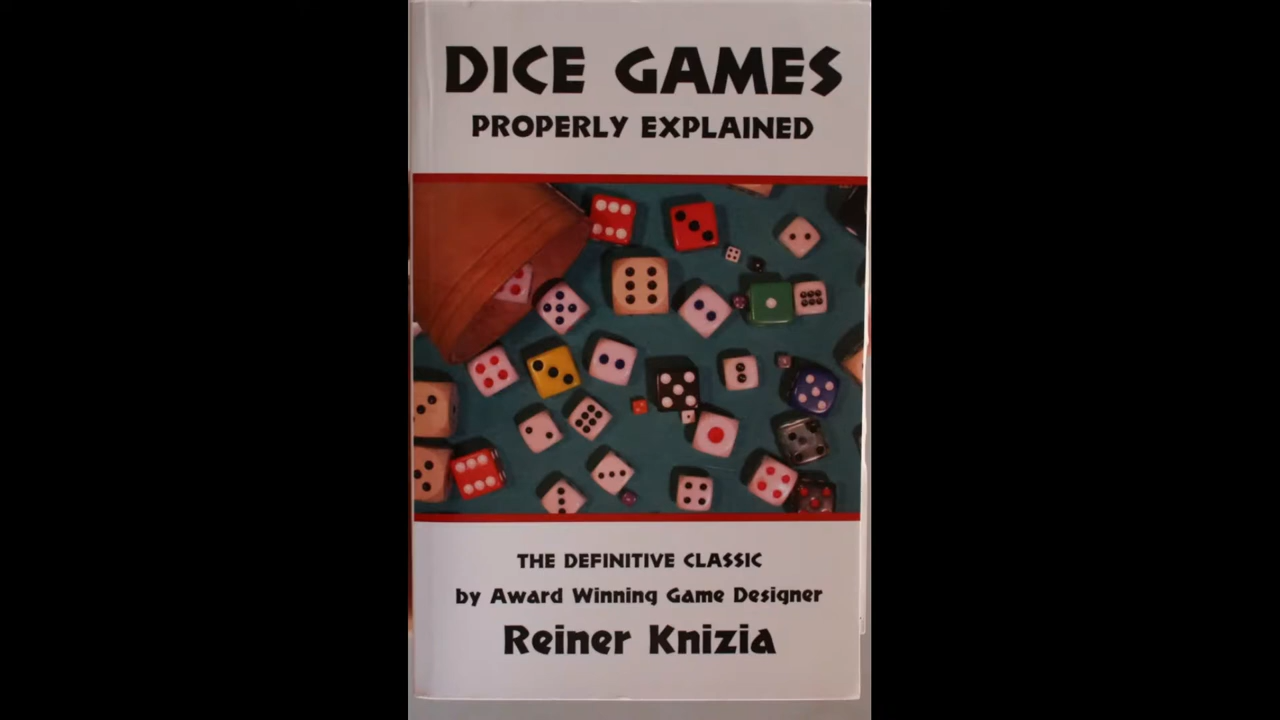 DICE GAMES
PROPERLY EXPLAINED
THE DEFINITIVE CLASSIC
by Award Winning Game Designer
Reiner Knizia